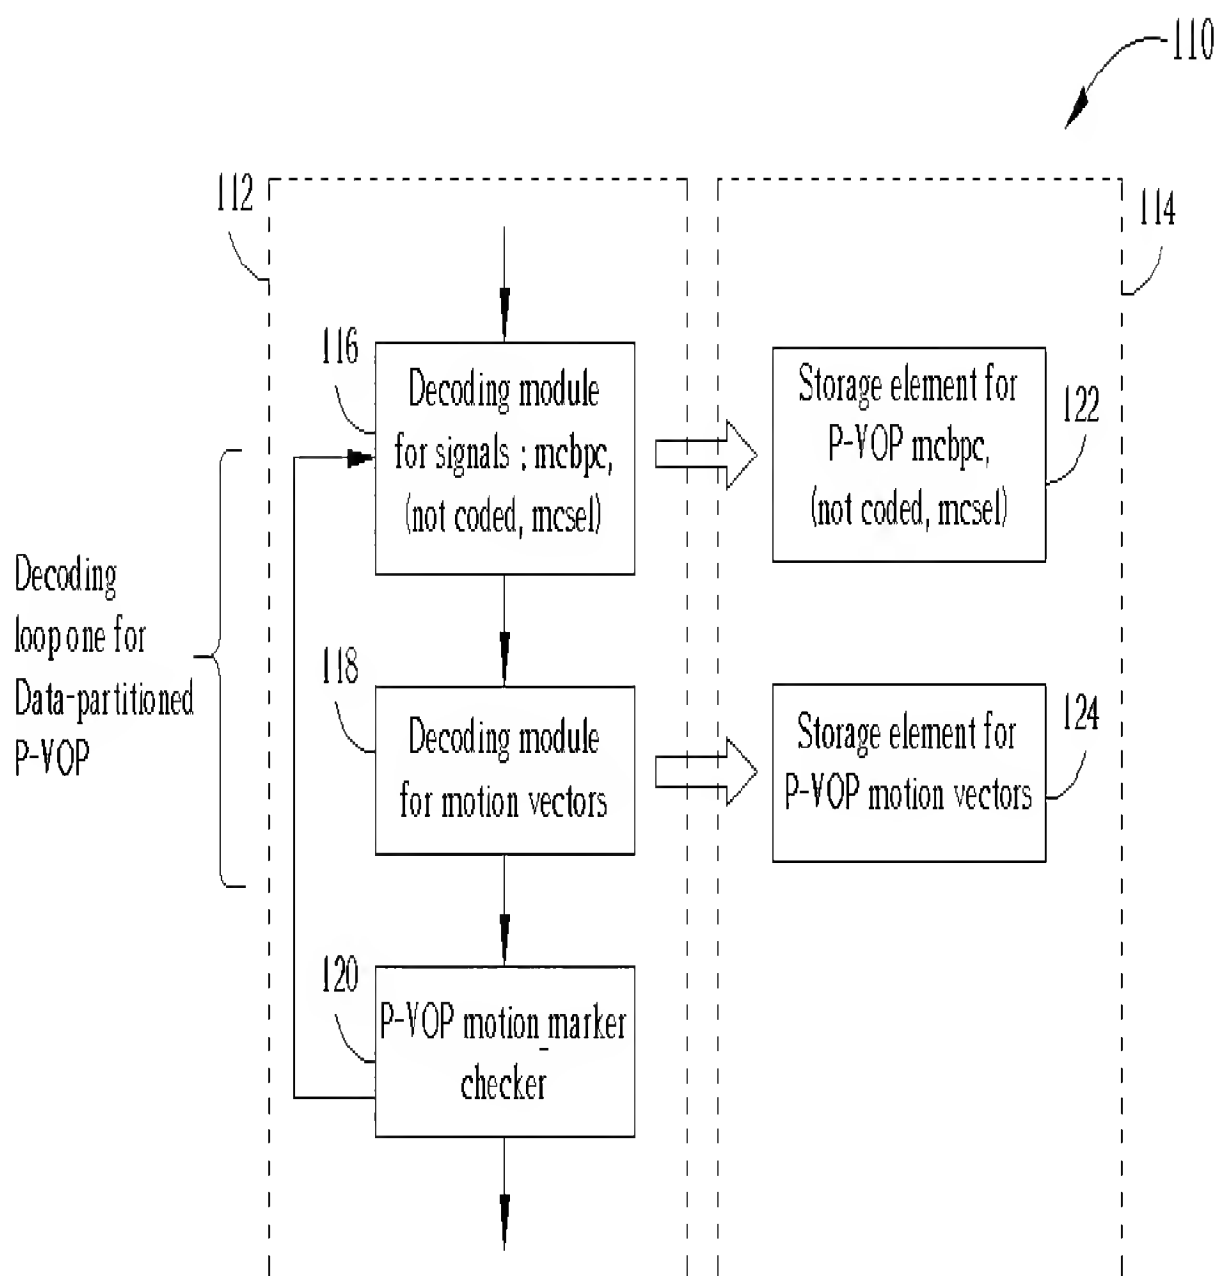 110
112
114
116
Decoding module
for signals : mcbpc,
(not coded, mcsel)
Storage element for
P-VOP mcbpc,
(not coded, mcsel)
122
Decoding
loop one for
Data-partitioned
P-VOP
118
Decoding module
for motion vectors
Storage element for
P-VOP motion vectors
124
120
P-VOP motion_marker
checker